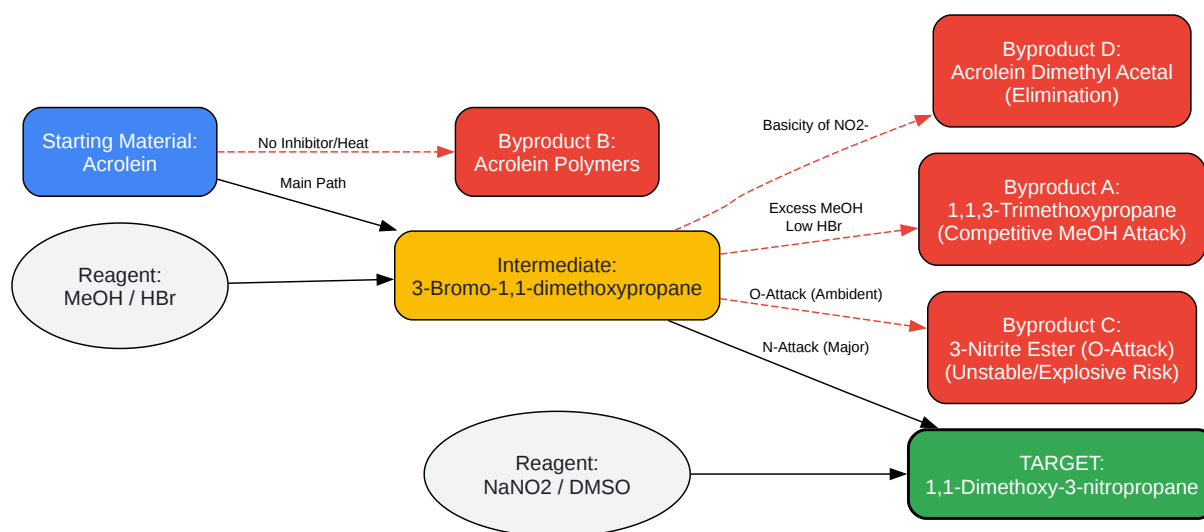 Byproduct D:
Acrolein Dimethyl Acetal
(Elimination)
Basicity of NO2-
Starting Material:
Acrolein
No Inhibitor/Heat
Byproduct B:
Acrolein Polymers
Main Path
Excess MeOH
Low HBr
Byproduct A:
1,1,3-Trimethoxypropane
(Competitive MeOH Attack)
Reagent:
MeOH / HBr
Intermediate:
3-Bromo-1,1-dimethoxypropane
O-Attack (Ambident)
Byproduct C:
3-Nitrite Ester (O-Attack)
(Unstable/Explosive Risk)
N-Attack (Major)
Reagent:
NaNO2 / DMSO
TARGET:
1,1-Dimethoxy-3-nitropropane